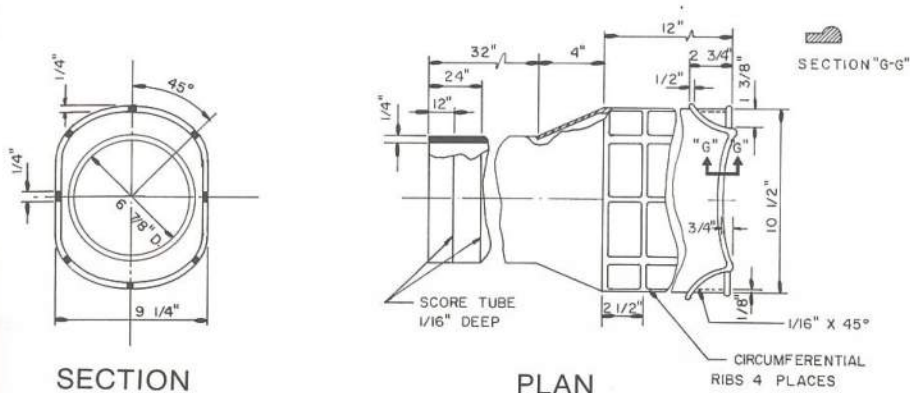 1/4"
45°
1/4"
6 7/8" D.
9 1/4"
SECTION
32"
4"
12"
24"
2 3/4"
12"
1/2"
1 3/8"
1/4"
SECTION "G-G"
"G"
G"
3/4"
10 1/2"
SCORE TUBE
1/16" DEEP
2 1/2"
1/8"
1/16" X 45°
CIRCUMFERENTIAL
RIBS 4 PLACES
PLAN